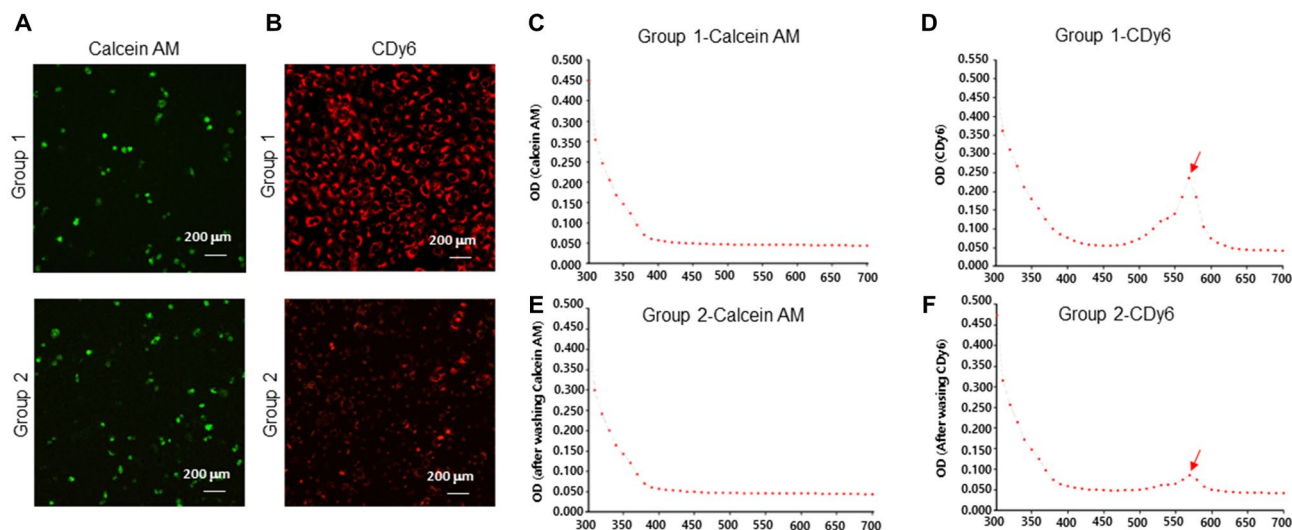 A
Calcein AM
Group 1
200 µm
Group 2
200 µm
B
CDy6
Group 1
200 µm
Group 2
200 µm
C
Group 1-Calcein AM
OD (Calcein AM)
0.500
0.450
0.400
0.350
0.300
0.250
0.200
0.150
0.100
0.050
0.000
300 350 400 450 500 550 600 650 700
D
Group 1-CDy6
OD (CDy6)
0.550
0.500
0.450
0.400
0.350
0.300
0.250
0.200
0.150
0.100
0.050
0.000
300 350 400 450 500 550 600 650 700
E
Group 2-Calcein AM
OD (after washing Calcein AM)
0.500
0.450
0.400
0.350
0.300
0.250
0.200
0.150
0.100
0.050
0.000
300 350 400 450 500 550 600 650 700
F
Group 2-CDy6
OD (After wasing CDy6)
0.500
0.450
0.400
0.350
0.300
0.250
0.200
0.150
0.100
0.050
0.000
300 350 400 450 500 550 600 650 700